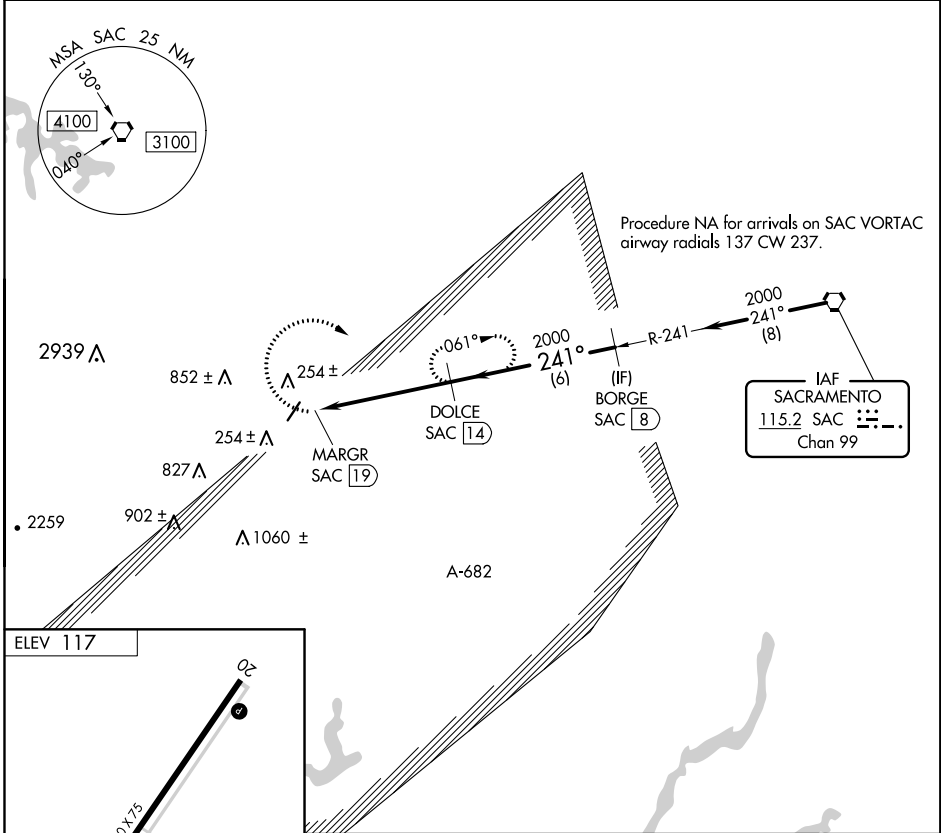 MSA SAC 25 NM
130°
4100
3100
040°
Procedure NA for arrivals on SAC VORTAC
airway radials 137 CW 237.
2000
241°
(8)
R-241
2000
241°
(6)
061°
(IF)
BORGE
SAC 8
IAF
SACRAMENTO
115.2 SAC
Chan 99
DOLCE
SAC 14
MARGR
SAC 19
2939
852 ±
254 ±
254 ±
827
902 ±
2259
1060 ±
A-682
ELEV 117
20
P
0 X 75